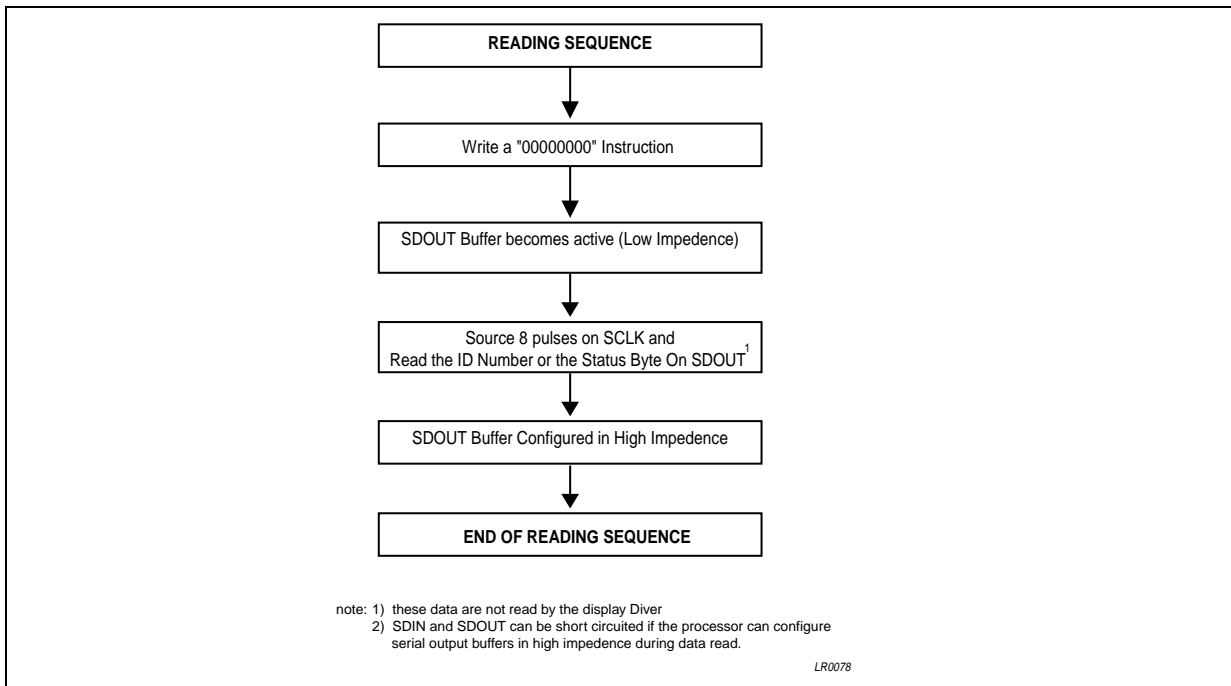 READING SEQUENCE
Write a "00000000" Instruction
SDOUT Buffer becomes active (Low Impedence)
Source 8 pulses on SCLK and
Read the ID Number or the Status Byte On SDOUT1
SDOUT Buffer Configured in High Impedence
END OF READING SEQUENCE
note: 1) these data are not read by the display Diver
2) SDIN and SDOUT can be short circuited if the processor can configure
serial output buffers in high impedence during data read.
LR0078